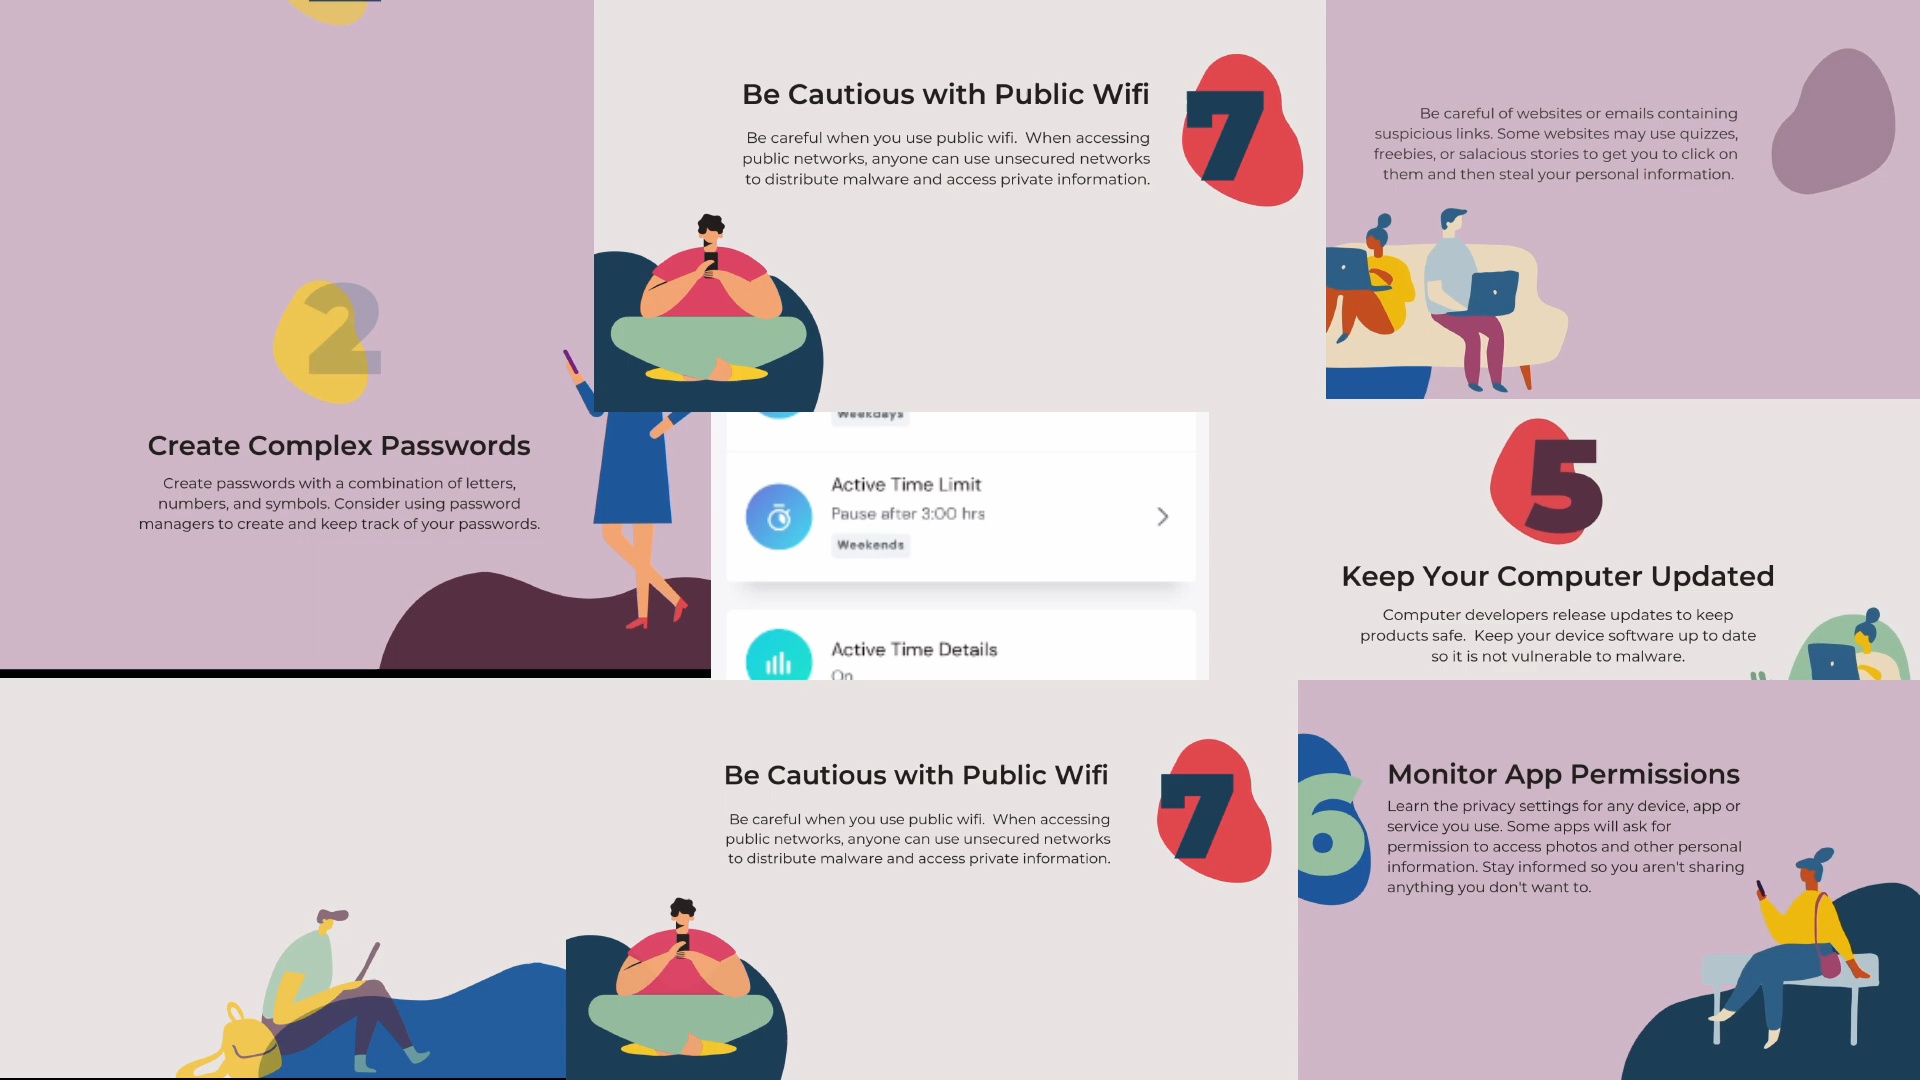 2
Create Complex Passwords
Create passwords with a combination of letters,
numbers, and symbols. Consider using password
managers to create and keep track of your passwords.
Be Cautious with Public Wifi
7
Be careful when you use public wifi. When accessing
public networks, anyone can use unsecured networks
to distribute malware and access private information.
Be careful of websites or emails containing
suspicious links. Some websites may use quizzes,
freebies, or salacious stories to get you to click on
them and then steal your personal information.
Weekdays
Active Time Limit
Pause after 3:00 hrs
Weekends
Active Time Details
On
5
Keep Your Computer Updated
Computer developers release updates to keep
products safe. Keep your device software up to date
so it is not vulnerable to malware.
Be Cautious with Public Wifi
7
Be careful when you use public wifi. When accessing
public networks, anyone can use unsecured networks
to distribute malware and access private information.
6
Monitor App Permissions
Learn the privacy settings for any device, app or
service you use. Some apps will ask for
permission to access photos and other personal
information. Stay informed so you aren't sharing
anything you don't want to.